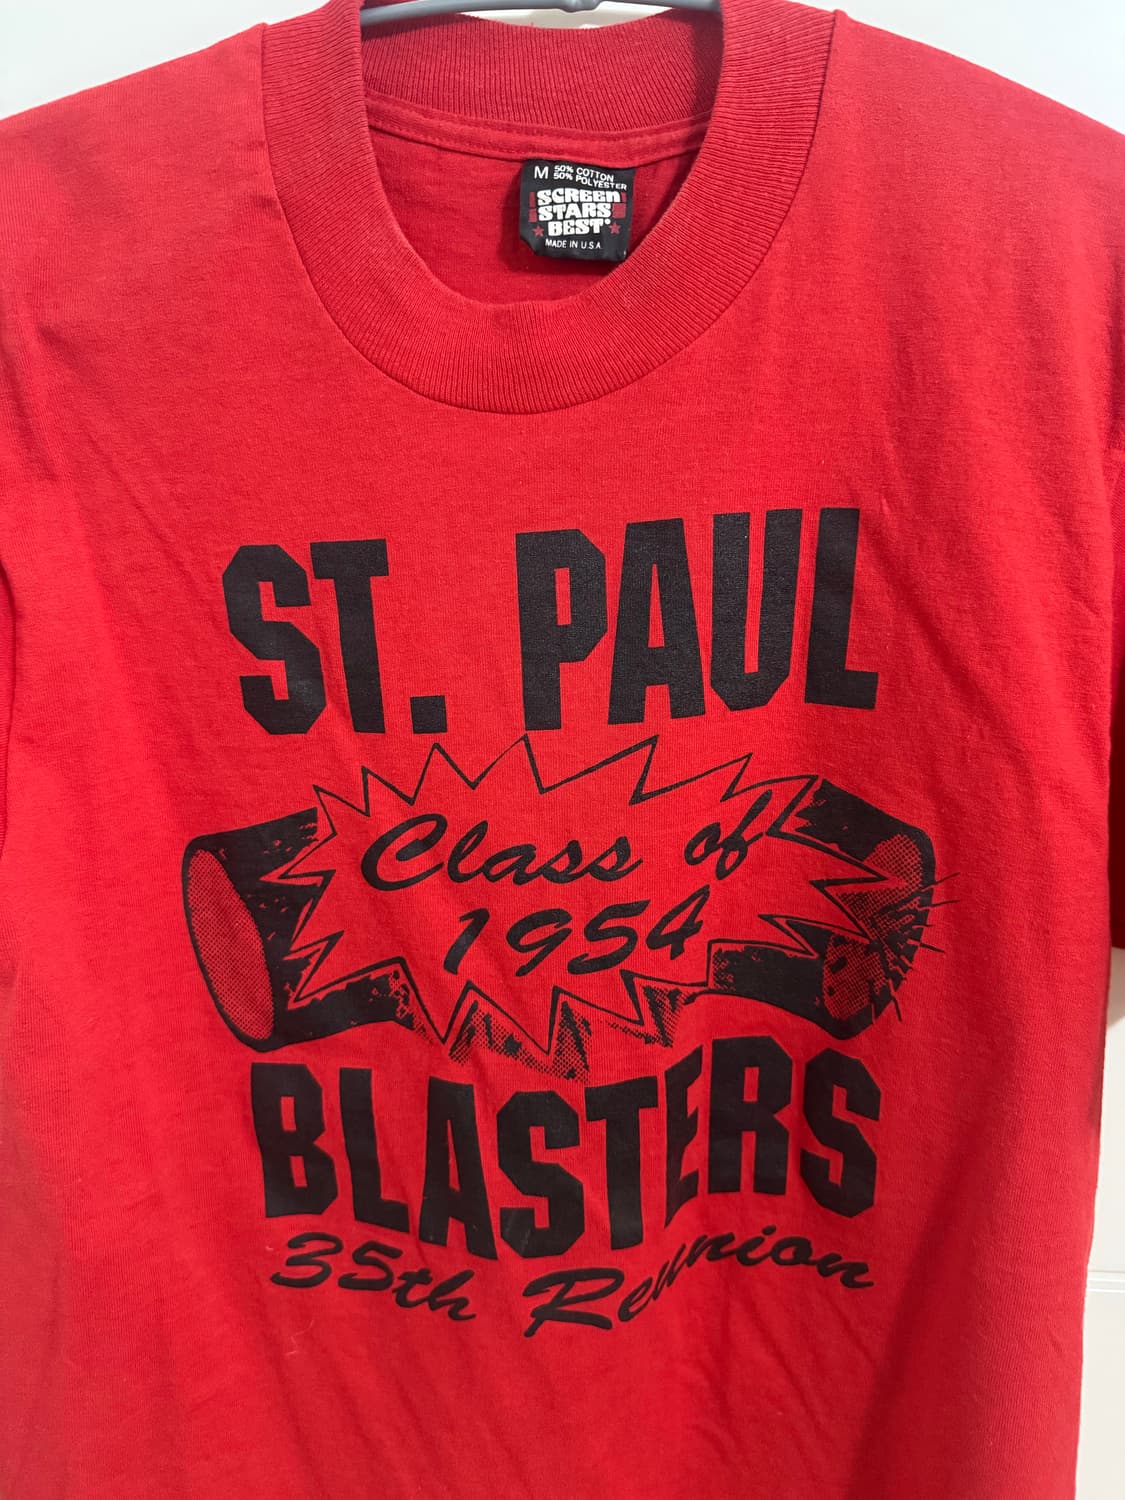 M 50% COTTON
50% POLYESTER
SCREEN
STARS
BEST®
MADE IN U.S.A.
ST. PAUL
Class of
1954
BLASTERS
35th Reunion